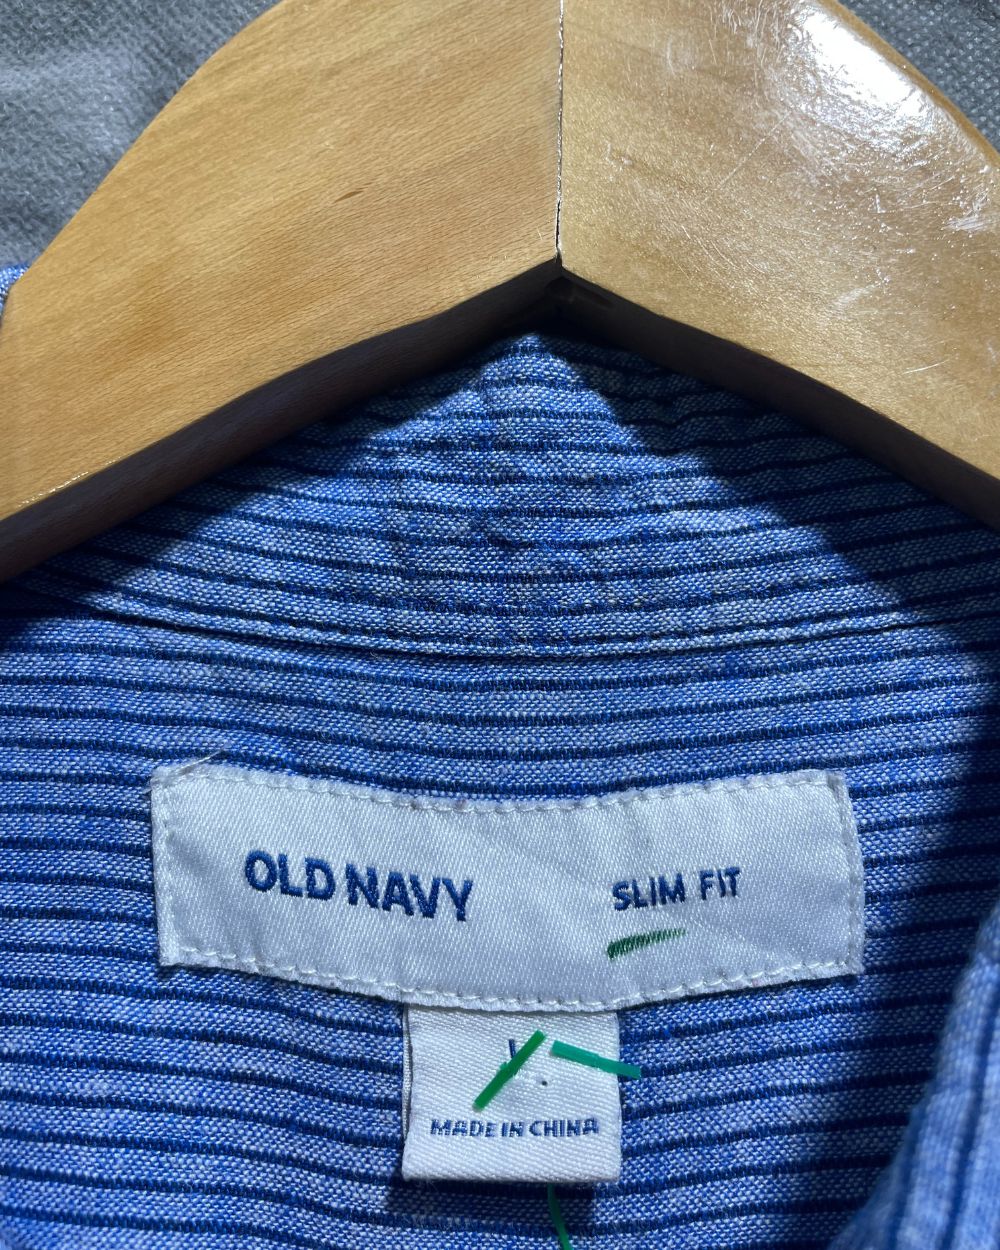 OLD NAVY
SLIM FIT
MADE IN CHINA